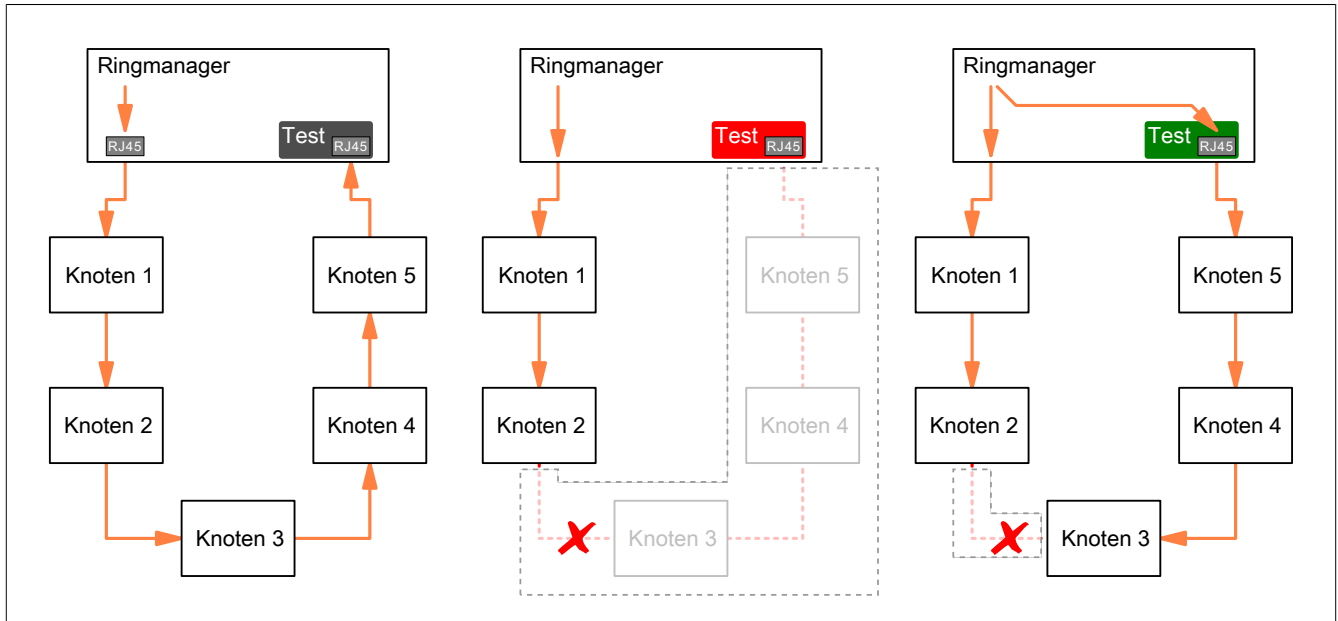 Ringmanager
RJ45
Test
RJ45
Knoten 1
Knoten 5
Knoten 2
Knoten 4
Knoten 3
Ringmanager
Test
RJ45
Knoten 1
Knoten 5
Knoten 2
Knoten 4
Knoten 3
Ringmanager
Test
RJ45
Knoten 1
Knoten 5
Knoten 2
Knoten 4
Knoten 3